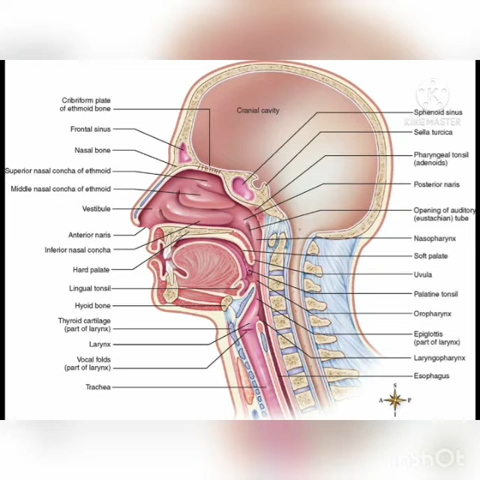 Cribriform plate
of ethmoid bone
Frontal sinus
Nasal bone
Superior nasal concha of ethmoid
Middle nasal concha of ethmoid
Vestibule
Anterior naris
Inferior nasal concha
Hard palate
Lingual tonsil
Hyoid bone
Thyroid cartilage
(part of larynx)
Larynx
Vocal folds
(part of larynx)
Trachea
Cranial cavity
Sphenoid sinus
Sella turcica
Pharyngeal tonsil
(adenoids)
Posterior naris
Opening of auditory
(eustachian) tube
Nasopharynx
Soft palate
Uvula
Palatine tonsil
Oropharynx
Epiglottis
(part of larynx)
Laryngopharynx
Esophagus
S
A P
I
K
KINEMASTER